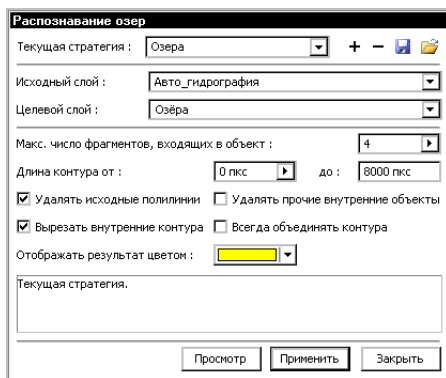 Распознавание озер
Текущая стратегия : Озера
Исходный слой : Авто_гидрография
Целевой слой : Озёра
Макс. число фрагментов, входящих в объект : 4
Длина контура от : 0 пкс до : 8000 пкс
Удалять исходные полилинии Удалять прочие внутренние объекты
Вырезать внутренние контура Всегда объединять контура
Отображать результат цветом :
Текущая стратегия.
Просмотр Применить Закрыть